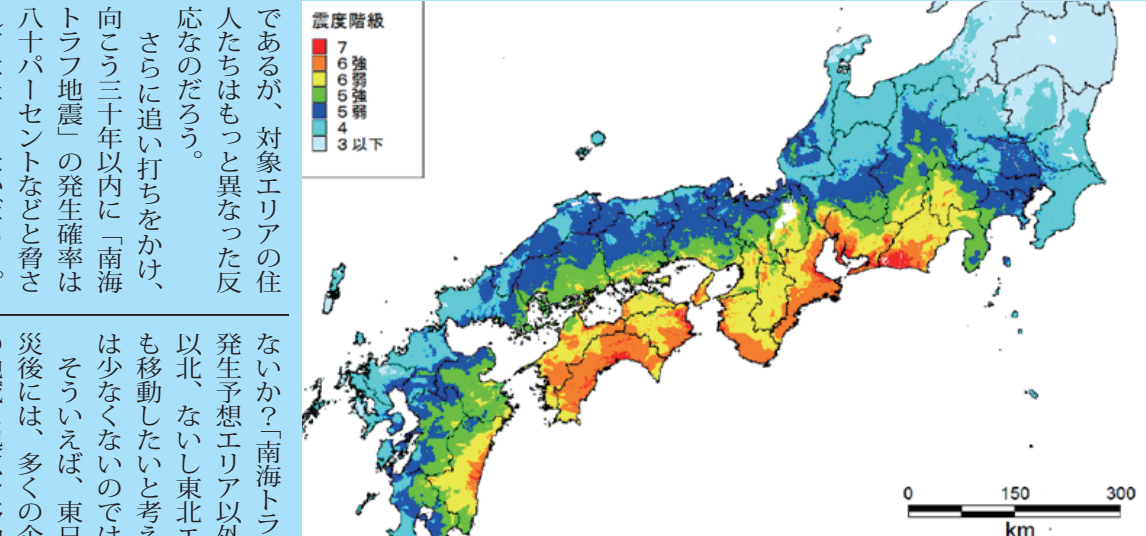 であるが、対象エリアの住
人たちはもっと異なった反
応なのだろう。
さらに追い打ちをかけ、
向こう三十年以内に「南海
トラフ地震」の発生確率は
八十パーセントなどと脅さ
ないか？「南海トラ
発生予想エリア以外
以北、ないし東北エ
も移動したいと考え
は少なくないのでは
そういえば、東日
災後には、多くの企
震度階級
7
6強
6弱
5強
5弱
4
3以下
0 150 300
km